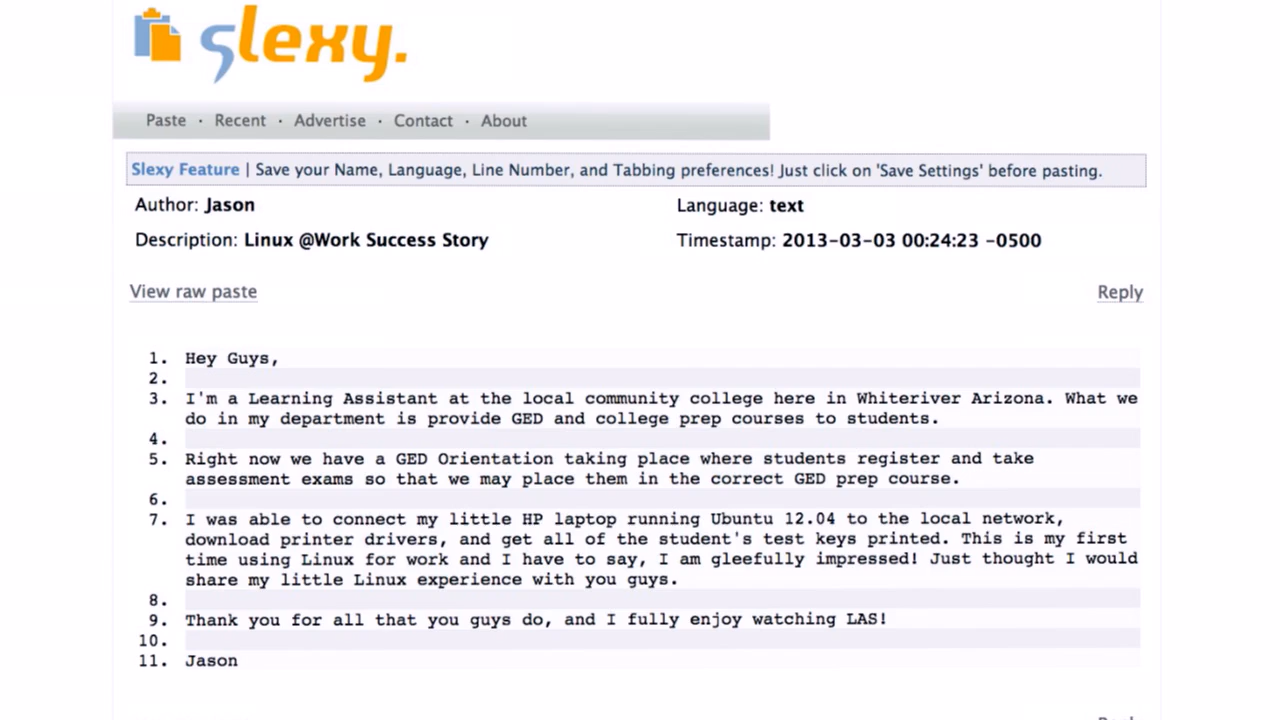 slexy.
Paste · Recent · Advertise · Contact · About
Slexy Feature | Save your Name, Language, Line Number, and Tabbing preferences! Just click on 'Save Settings' before pasting.
Author: Jason Language: text
Description: Linux @Work Success Story Timestamp: 2013-03-03 00:24:23 -0500
View raw paste Reply
1. Hey Guys,
2.
3. I'm a Learning Assistant at the local community college here in Whiteriver Arizona. What we
do in my department is provide GED and college prep courses to students.
4.
5. Right now we have a GED Orientation taking place where students register and take
assessment exams so that we may place them in the correct GED prep course.
6.
7. I was able to connect my little HP laptop running Ubuntu 12.04 to the local network,
download printer drivers, and get all of the student's test keys printed. This is my first
time using Linux for work and I have to say, I am gleefully impressed! Just thought I would
share my little Linux experience with you guys.
8.
9. Thank you for all that you guys do, and I fully enjoy watching LAS!
10.
11. Jason